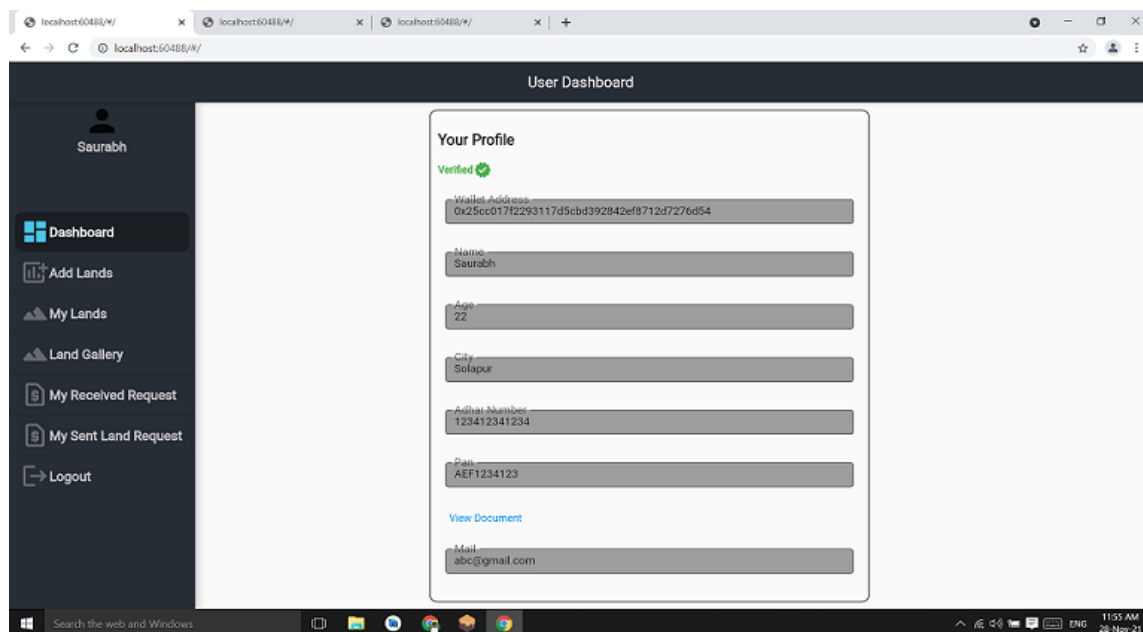 localhost:60488/#/
localhost:60488/#/
localhost:60488/#/
localhost:60488/#/
User Dashboard
Saurabh
Dashboard
Add Lands
My Lands
Land Gallery
My Received Request
My Sent Land Request
Logout
Your Profile
Verified
Wallet Address
0x25cc017f2293117d5cbd392842ef8712d7276d54
Name
Saurabh
Age
22
City
Solapur
Adhar Number
123412341234
Pan
AEF1234123
View Document
Mail
abc@gmail.com
Search the web and Windows
ENG
11:55 AM
28-Nov-21